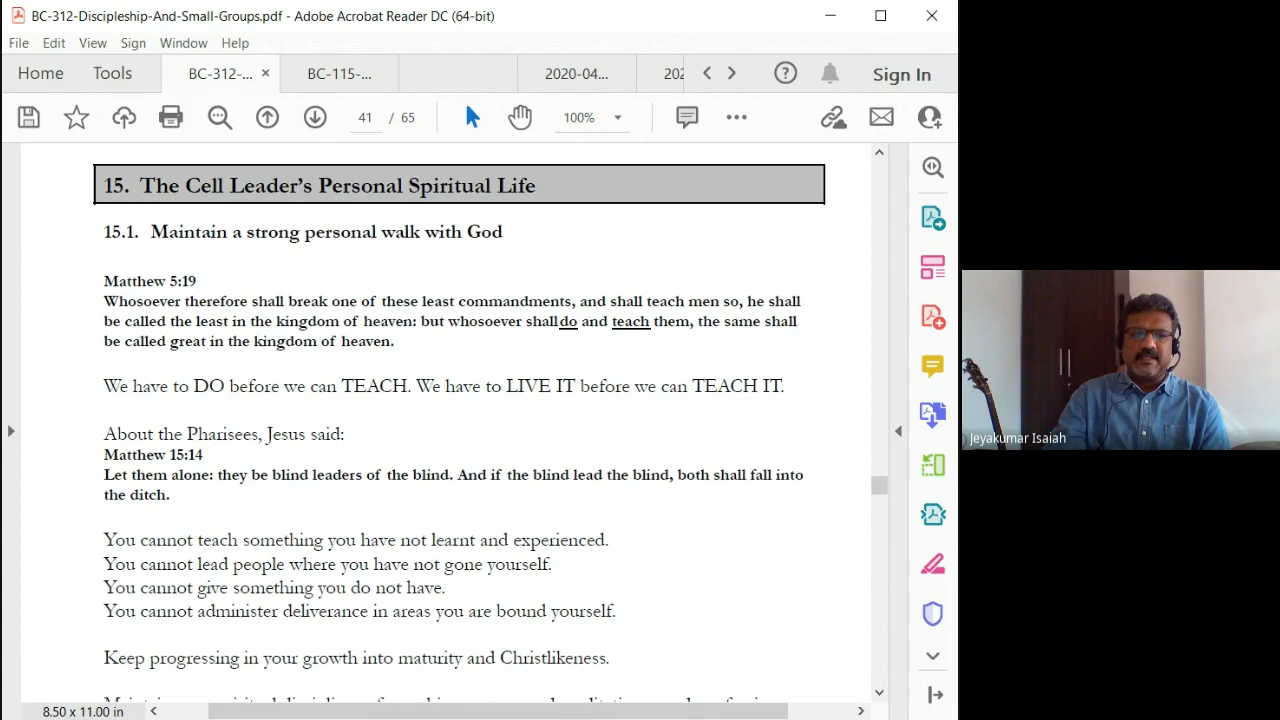 BC-312-Discipleship-And-Small-Groups.pdf - Adobe Acrobat Reader DC (64-bit)
File Edit View Sign Window Help
Home Tools BC-312-... × BC-115-... 2020-04... 202 Sign In
41 / 65 100%
15. The Cell Leader's Personal Spiritual Life
15.1. Maintain a strong personal walk with God
Matthew 5:19
Whosoever therefore shall break one of these least commandments, and shall teach men so, he shall
be called the least in the kingdom of heaven: but whosoever shall do and teach them, the same shall
be called great in the kingdom of heaven.
We have to DO before we can TEACH. We have to LIVE IT before we can TEACH IT.
About the Pharisees, Jesus said:
Matthew 15:14
Let them alone: they be blind leaders of the blind. And if the blind lead the blind, both shall fall into
the ditch.
You cannot teach something you have not learnt and experienced.
You cannot lead people where you have not gone yourself.
You cannot give something you do not have.
You cannot administer deliverance in areas you are bound yourself.
Keep progressing in your growth into maturity and Christlikeness.
8.50 x 11.00 in
Jeyakumar Isaiah